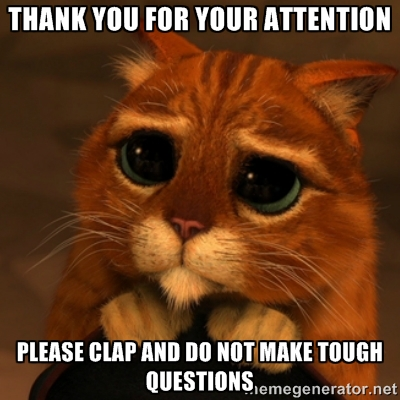 THANK YOU FOR YOUR ATTENTION
PLEASE CLAP AND DO NOT MAKE TOUGH
QUESTIONS
memegenerator.net